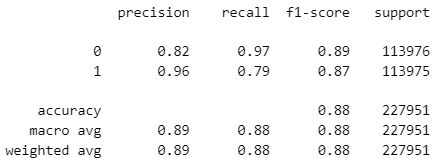 precision recall f1-score support
0 0.82 0.97 0.89 113976
1 0.96 0.79 0.87 113975
accuracy 0.88 227951
macro avg 0.89 0.88 0.88 227951
weighted avg 0.89 0.88 0.88 227951